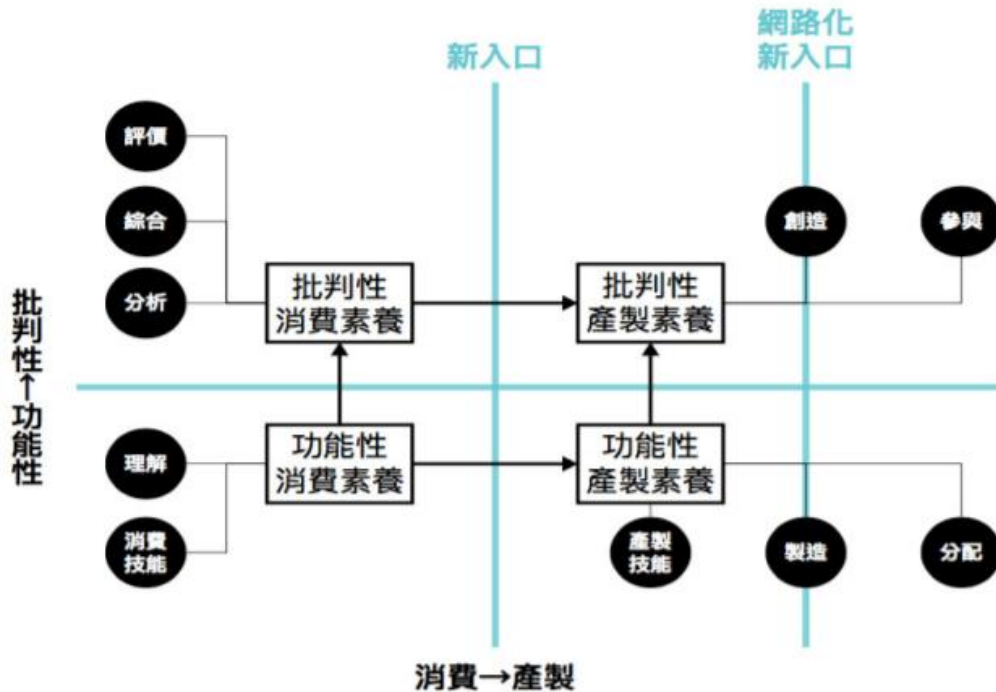 新入口
網路化
新入口
評價
綜合
分析
創造
參與
批判性
消費素養
批判性
產製素養
批判性←功能性
理解
消費
技能
功能性
消費素養
功能性
產製素養
產製
技能
製造
分配
消費→產製